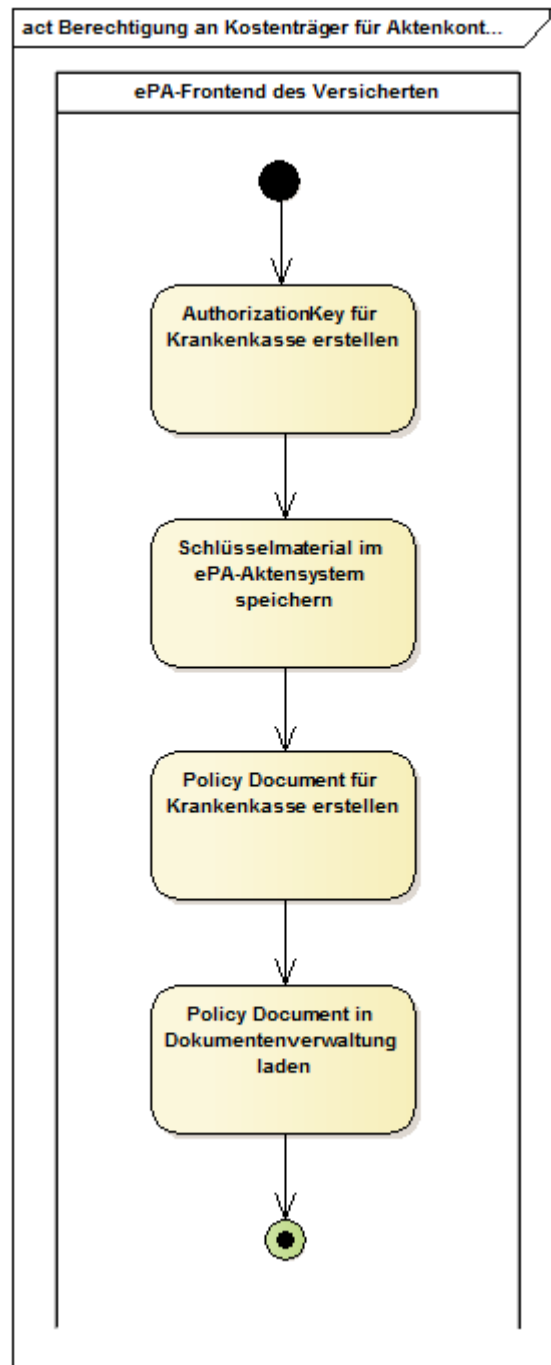 act Berechtigung an Kostenträger für Aktenkont...
ePA-Frontend des Versicherten
AuthorizationKey für
Krankenkasse erstellen
Schlüsselmaterial im
ePA-Aktensystem
speichern
Policy Document für
Krankenkasse erstellen
Policy Document in
Dokumentenverwaltung
laden